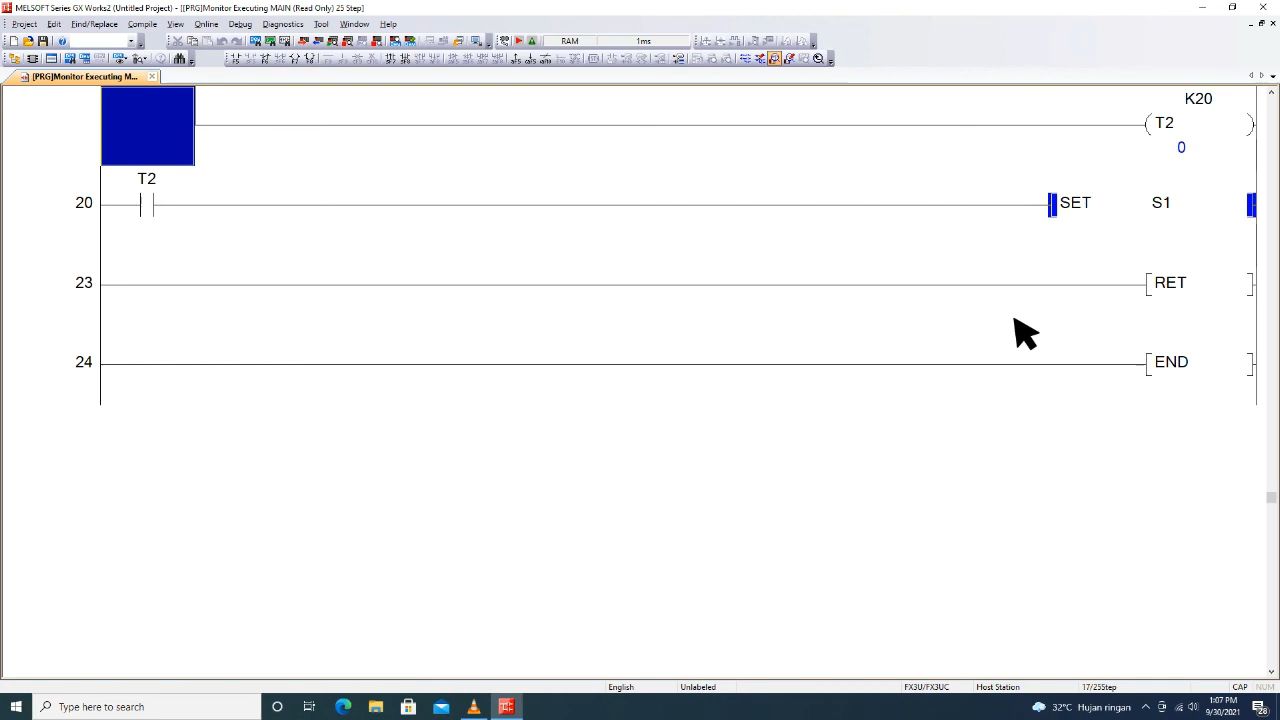 MELSOFT Series GX Works2 (Untitled Project) - [[PRG]Monitor Executing MAIN (Read Only) 25 Step]
Project Edit Find/Replace Compile View Online Debug Diagnostics Tool Window Help
RAM 1ms
[PRG]Monitor Executing M...
K20
T2
0
T2
20 SET S1
23 RET
24 END
English Unlabeled FX3U/FX3UC Host Station 17/25Step CAP NUM
Type here to search
32°C Hujan ringan
1:07 PM
9/30/2021
28